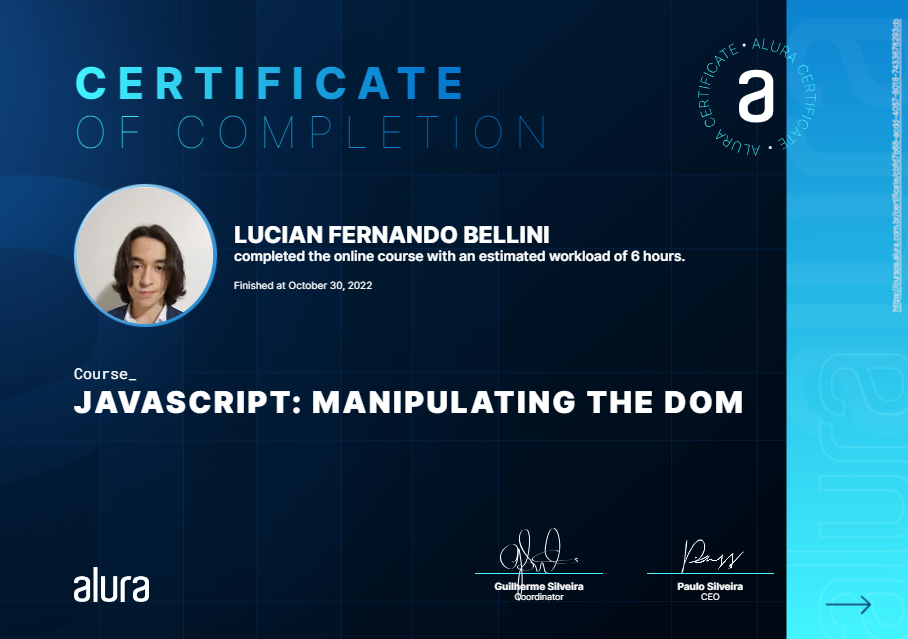 CERTIFICATE
OF COMPLETION
ALURA CERTIFICATE • ALURA CERTIFICATE •
a
LUCIAN FERNANDO BELLINI
completed the online course with an estimated workload of 6 hours.
Finished at October 30, 2022
Course_
JAVASCRIPT: MANIPULATING THE DOM
alura
Guilherme Silveira
Coordinator
Paulo Silveira
CEO
alura